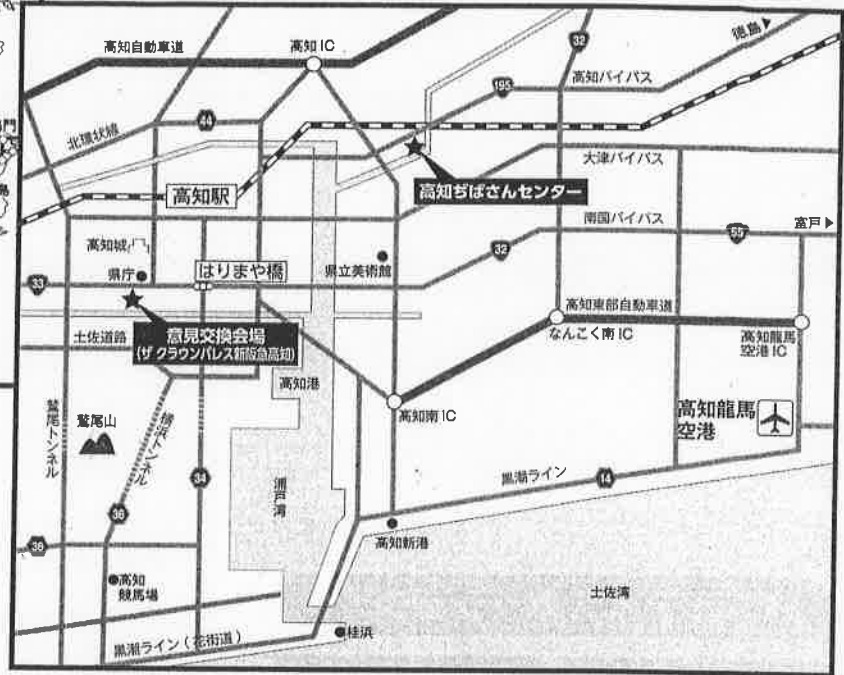 高知自動車道
高知IC
32
徳島
195
高知バイパス
門
北環状線
44
大津バイパス
島
高知駅
高知ぢばさんセンター
南国バイパス
室戸
高知城
55
32
県庁
はりまや橋
県立美術館
33
高知東部自動車道
土佐道路
意見交換会場
(ザ クラウンパレス新阪急高知)
なんこく南IC
高知龍馬
空港IC
高知港
高知南IC
鷲尾トンネル
鷲尾山
横浜トンネル
高知龍馬
空港
34
浦戸湾
黒潮ライン
14
36
高知新港
36
高知
競馬場
土佐湾
黒潮ライン(花街道)
桂浜